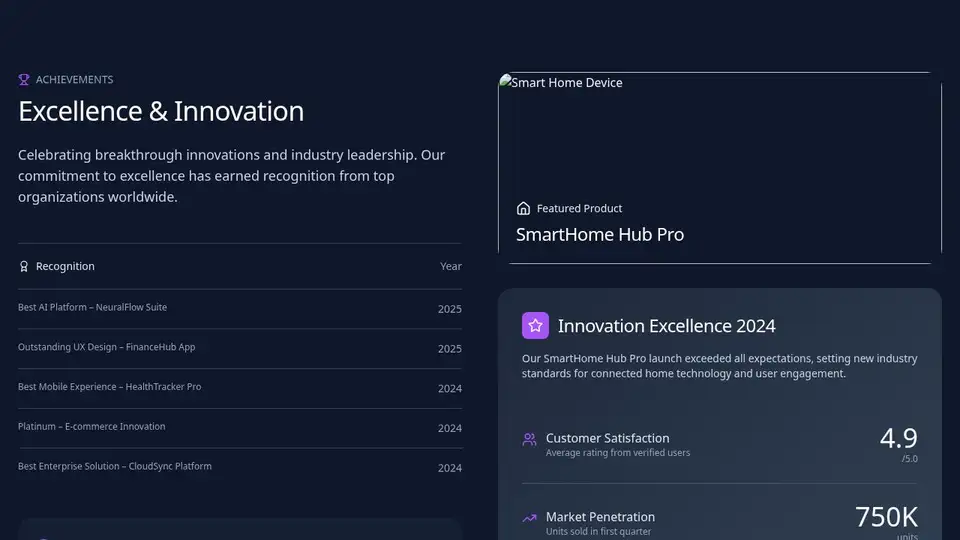 ACHIEVEMENTS
Excellence & Innovation
Celebrating breakthrough innovations and industry leadership. Our
commitment to excellence has earned recognition from top
organizations worldwide.
Recognition
Year
Best AI Platform – NeuralFlow Suite
2025
Outstanding UX Design – FinanceHub App
2025
Best Mobile Experience – HealthTracker Pro
2024
Platinum – E-commerce Innovation
2024
Best Enterprise Solution – CloudSync Platform
2024
Smart Home Device
Featured Product
SmartHome Hub Pro
Innovation Excellence 2024
Our SmartHome Hub Pro launch exceeded all expectations, setting new industry
standards for connected home technology and user engagement.
Customer Satisfaction
Average rating from verified users
4.9
/5.0
Market Penetration
Units sold in first quarter
750K
units